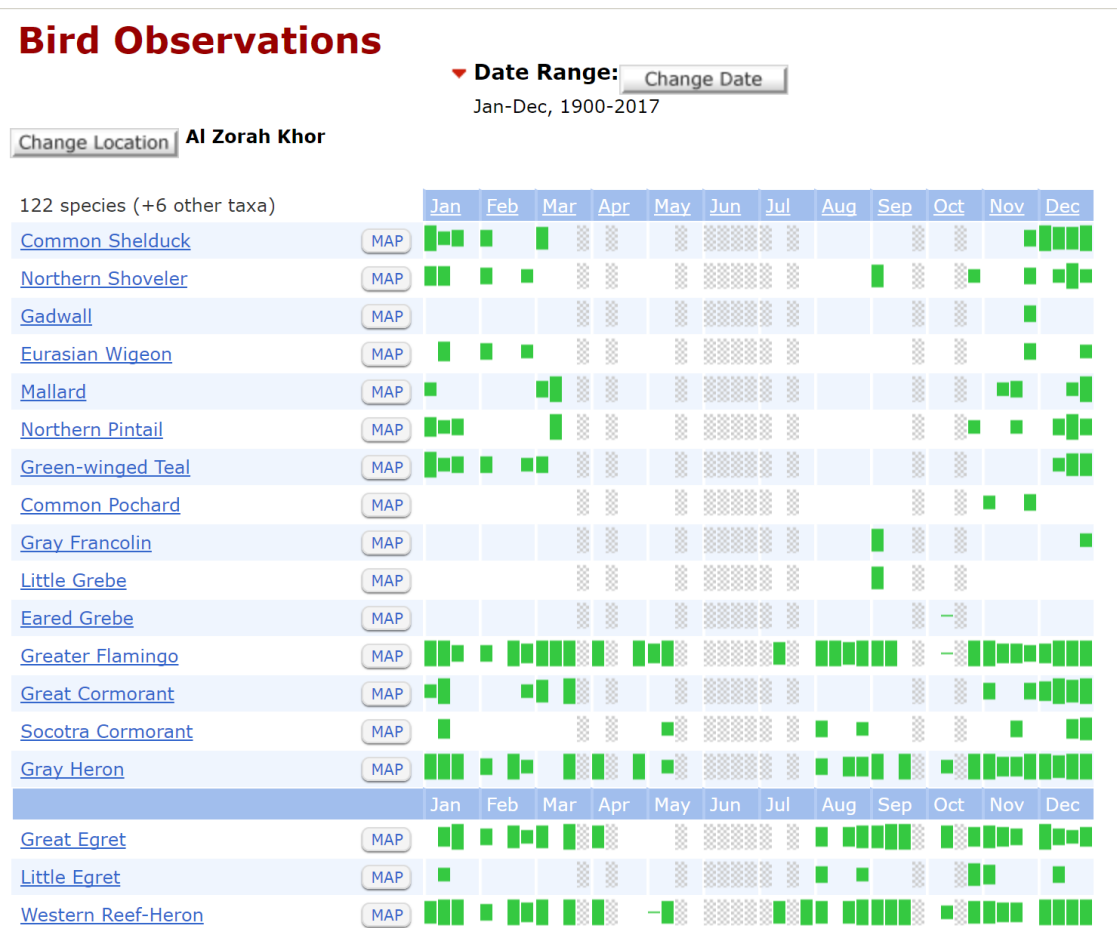 Bird Observations
Date Range: Change Date
Jan-Dec, 1900-2017
Change Location Al Zorah Khor
122 species (+6 other taxa) Jan Feb Mar Apr May Jun Jul Aug Sep Oct Nov Dec
Common Shelduck MAP
Northern Shoveler MAP
Gadwall MAP
Eurasian Wigeon MAP
Mallard MAP
Northern Pintail MAP
Green-winged Teal MAP
Common Pochard MAP
Gray Francolin MAP
Little Grebe MAP
Eared Grebe MAP
Greater Flamingo MAP
Great Cormorant MAP
Socotra Cormorant MAP
Gray Heron MAP
Jan Feb Mar Apr May Jun Jul Aug Sep Oct Nov Dec
Great Egret MAP
Little Egret MAP
Western Reef-Heron MAP